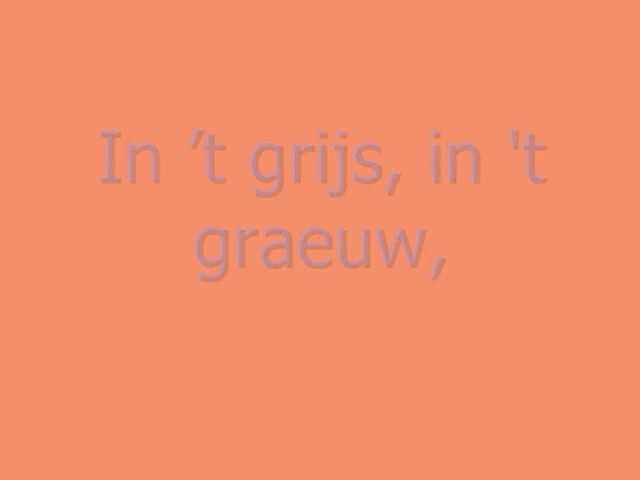 In ’t grijs, in 't
graeuw,